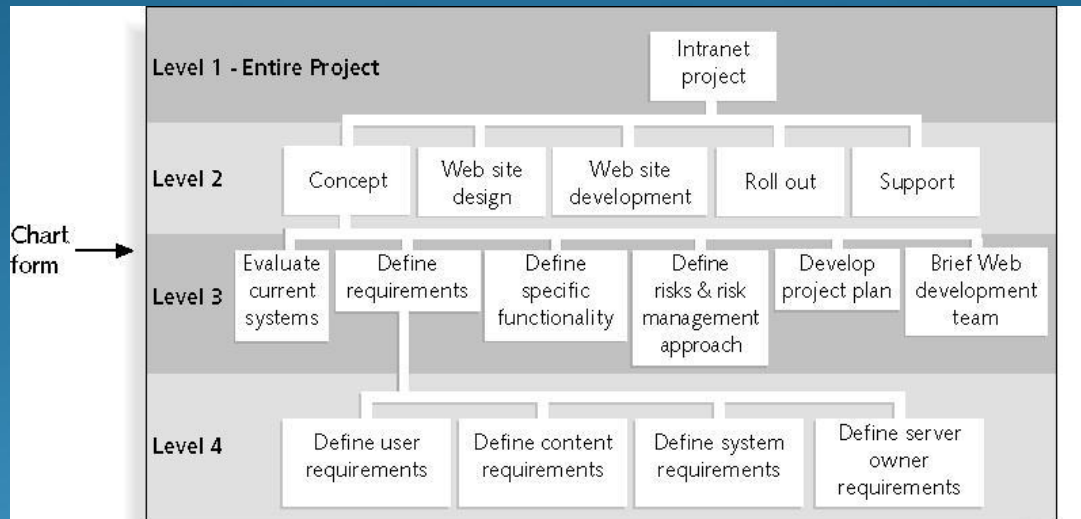 Level 1 - Entire Project
Intranet
project
Level 2
Concept
Web site
design
Web site
development
Roll out
Support
Chart
form
Level 3
Evaluate
current
systems
Define
requirements
Define
specific
functionality
Define
risks & risk
management
approach
Develop
project plan
Brief Web
development
team
Level 4
Define user
requirements
Define content
requirements
Define system
requirements
Define server
owner
requirements